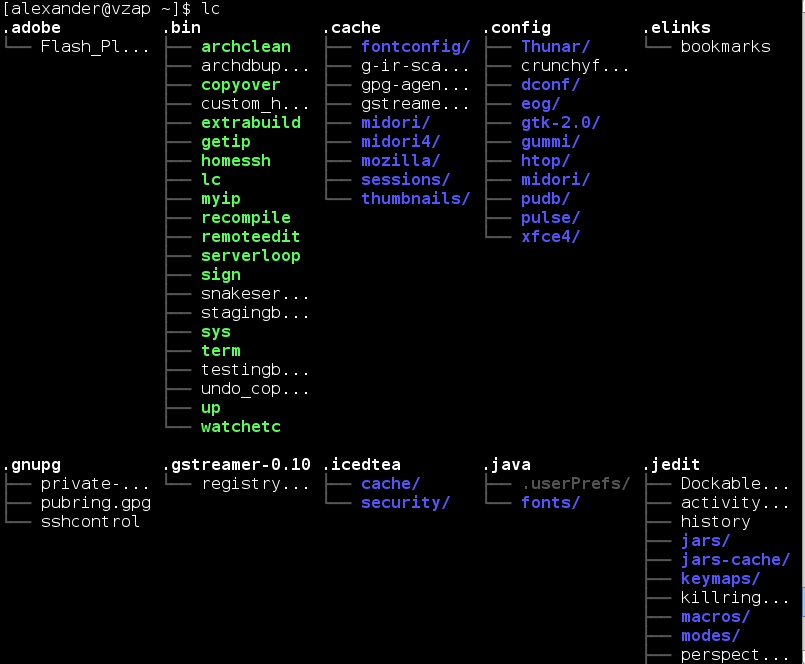 [alexander@vzap ~]$ lc
.adobe .bin .cache .config .elinks
└── Flash_Pl... ├── archclean ├── fontconfig/ ├── Thunar/ └── bookmarks
├── archdbup... ├── g-ir-sca... ├── crunchyf...
├── copyover ├── gpg-agen... ├── dconf/
├── custom_h... ├── gstreame... ├── eog/
├── extrabuild ├── midori/ ├── gtk-2.0/
├── getip ├── midori4/ ├── gummi/
├── homessh ├── mozilla/ ├── htop/
├── lc ├── sessions/ ├── midori/
├── myip └── thumbnails/ ├── pudb/
├── recompile ├── pulse/
├── remoteedit └── xfce4/
├── serverloop
├── sign
├── snakeser...
├── stagingb...
├── sys
├── term
├── testingb...
├── undo_cop...
├── up
└── watchetc
.gnupg .gstreamer-0.10 .icedtea .java .jedit
├── private-... └── registry... ├── cache/ ├── .userPrefs/ ├── Dockable...
├── pubring.gpg └── security/ └── fonts/ ├── activity...
└── sshcontrol ├── history
├── jars/
├── jars-cache/
├── keymaps/
├── killring...
├── macros/
├── modes/
├── perspect...